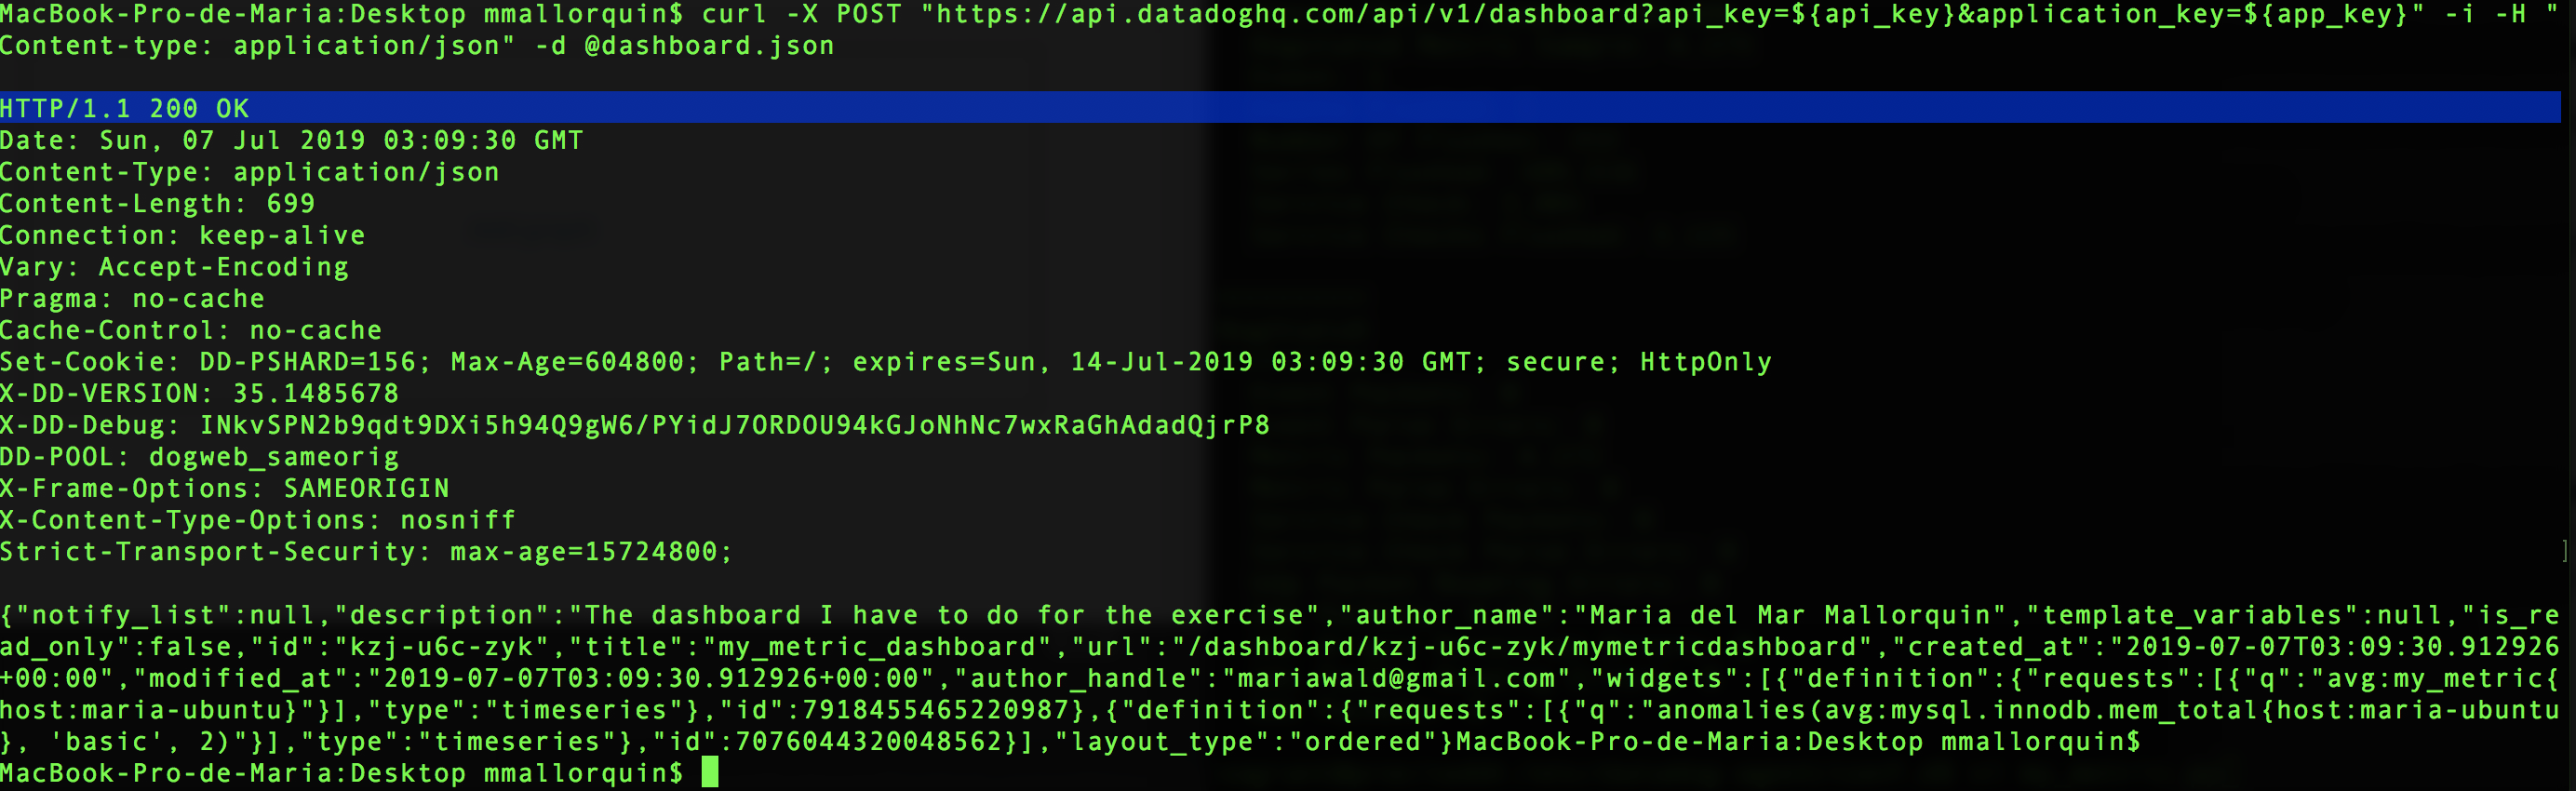 MacBook-Pro-de-Maria:Desktop mmallorquin$ curl -X POST "https://api.datadoghq.com/api/v1/dashboard?api_key=${api_key}&application_key=${app_key}" -i -H "
Content-type: application/json" -d @dashboard.json
HTTP/1.1 200 OK
Date: Sun, 07 Jul 2019 03:09:30 GMT
Content-Type: application/json
Content-Length: 699
Connection: keep-alive
Vary: Accept-Encoding
Pragma: no-cache
Cache-Control: no-cache
Set-Cookie: DD-PSHARD=156; Max-Age=604800; Path=/; expires=Sun, 14-Jul-2019 03:09:30 GMT; secure; HttpOnly
X-DD-VERSION: 35.1485678
X-DD-Debug: INkvSPN2b9qdt9DXi5h94Q9gW6/PYidJ7ORDOU94kGJoNhNc7wxRaGhAdadQjrP8
DD-POOL: dogweb_sameorig
X-Frame-Options: SAMEORIGIN
X-Content-Type-Options: nosniff
Strict-Transport-Security: max-age=15724800;
]
{"notify_list":null,"description":"The dashboard I have to do for the exercise","author_name":"Maria del Mar Mallorquin","template_variables":null,"is_re
ad_only":false,"id":"kzj-u6c-zyk","title":"my_metric_dashboard","url":"/dashboard/kzj-u6c-zyk/mymetricdashboard","created_at":"2019-07-07T03:09:30.912926
+00:00","modified_at":"2019-07-07T03:09:30.912926+00:00","author_handle":"mariawald@gmail.com","widgets":[{"definition":{"requests":[{"q":"avg:my_metric{
host:maria-ubuntu}"}],"type":"timeseries"},"id":7918455465220987},{"definition":{"requests":[{"q":"anomalies(avg:mysql.innodb.mem_total{host:maria-ubuntu
}, 'basic', 2)"}],"type":"timeseries"},"id":7076044320048562}],"layout_type":"ordered"}MacBook-Pro-de-Maria:Desktop mmallorquin$
MacBook-Pro-de-Maria:Desktop mmallorquin$